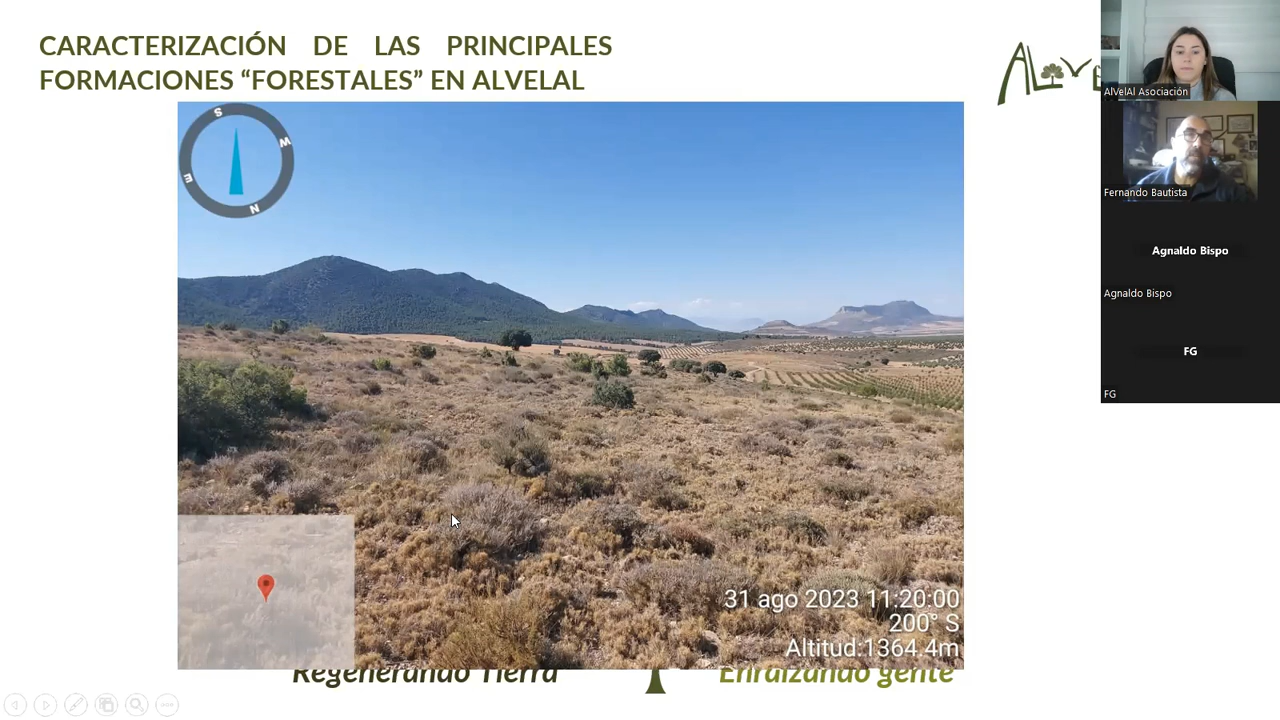 CARACTERIZACIÓN DE LAS PRINCIPALES
FORMACIONES “FORESTALES” EN ALVELAL
S
W
E
N
31 ago 2023 11:20:00
200° S
Altitud:1364.4m
Regenerando Tierra
Enraizando gente
AlVelAl Asociación
Fernando Bautista
Agnaldo Bispo
Agnaldo Bispo
FG
FG